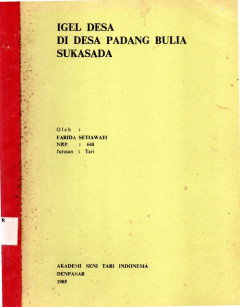 IGEL DESA
DI DESA PADANG BULIA
SUKASADA
Oleh :
FARIDA SETIAWATI
NRP. : 648
Jurusan : Tari
R
AKADEMI SENI TARI INDONESIA
DENPASAR
1985